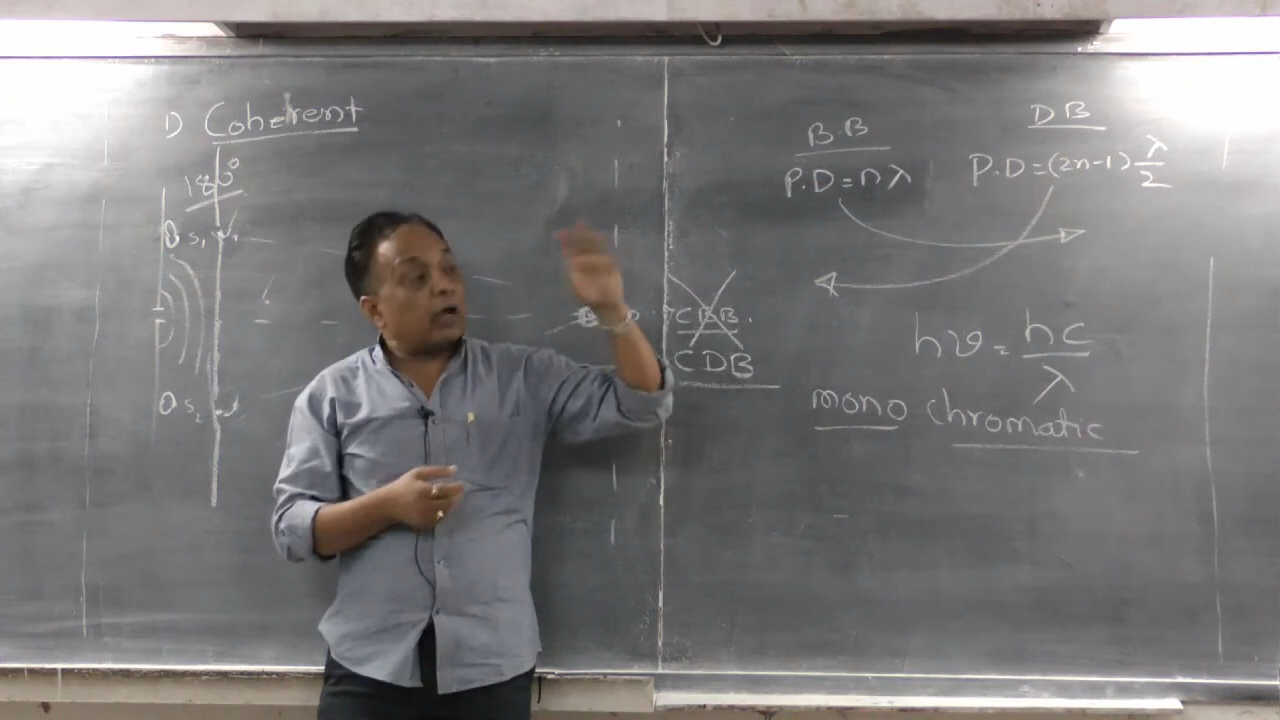 1) Coherent
180°
S₁
S₂
CBB.
CDB
B.B
P.D = nλ
DB
P.D = (2n-1) λ/2
hν = hc/λ
mono chromatic